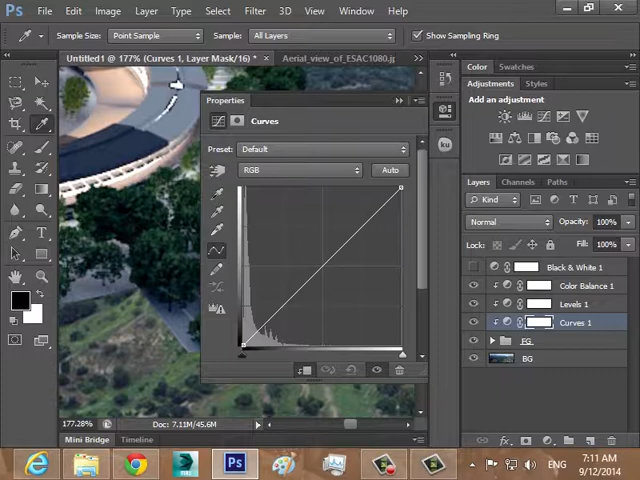 Ps File Edit Image Layer Type Select Filter 3D View Window Help
Sample Size: Point Sample Sample: All Layers Show Sampling Ring
Untitled1 @ 177% (Curves 1, Layer Mask/16) * × Aerial_view_of_ESAC1080.j
Color Swatches
Adjustments Styles
Add an adjustment
Properties
Curves
Preset: Default
RGB Auto
ku
Layers Channels Paths
Kind
Normal Opacity: 100%
Lock: Fill: 100%
Black & White 1
Color Balance 1
Levels 1
Curves 1
FG
BG
fx
177.28% Doc: 7.11M/45.6M
Mini Bridge Timeline
Ps
ENG
7:11 AM
9/12/2014